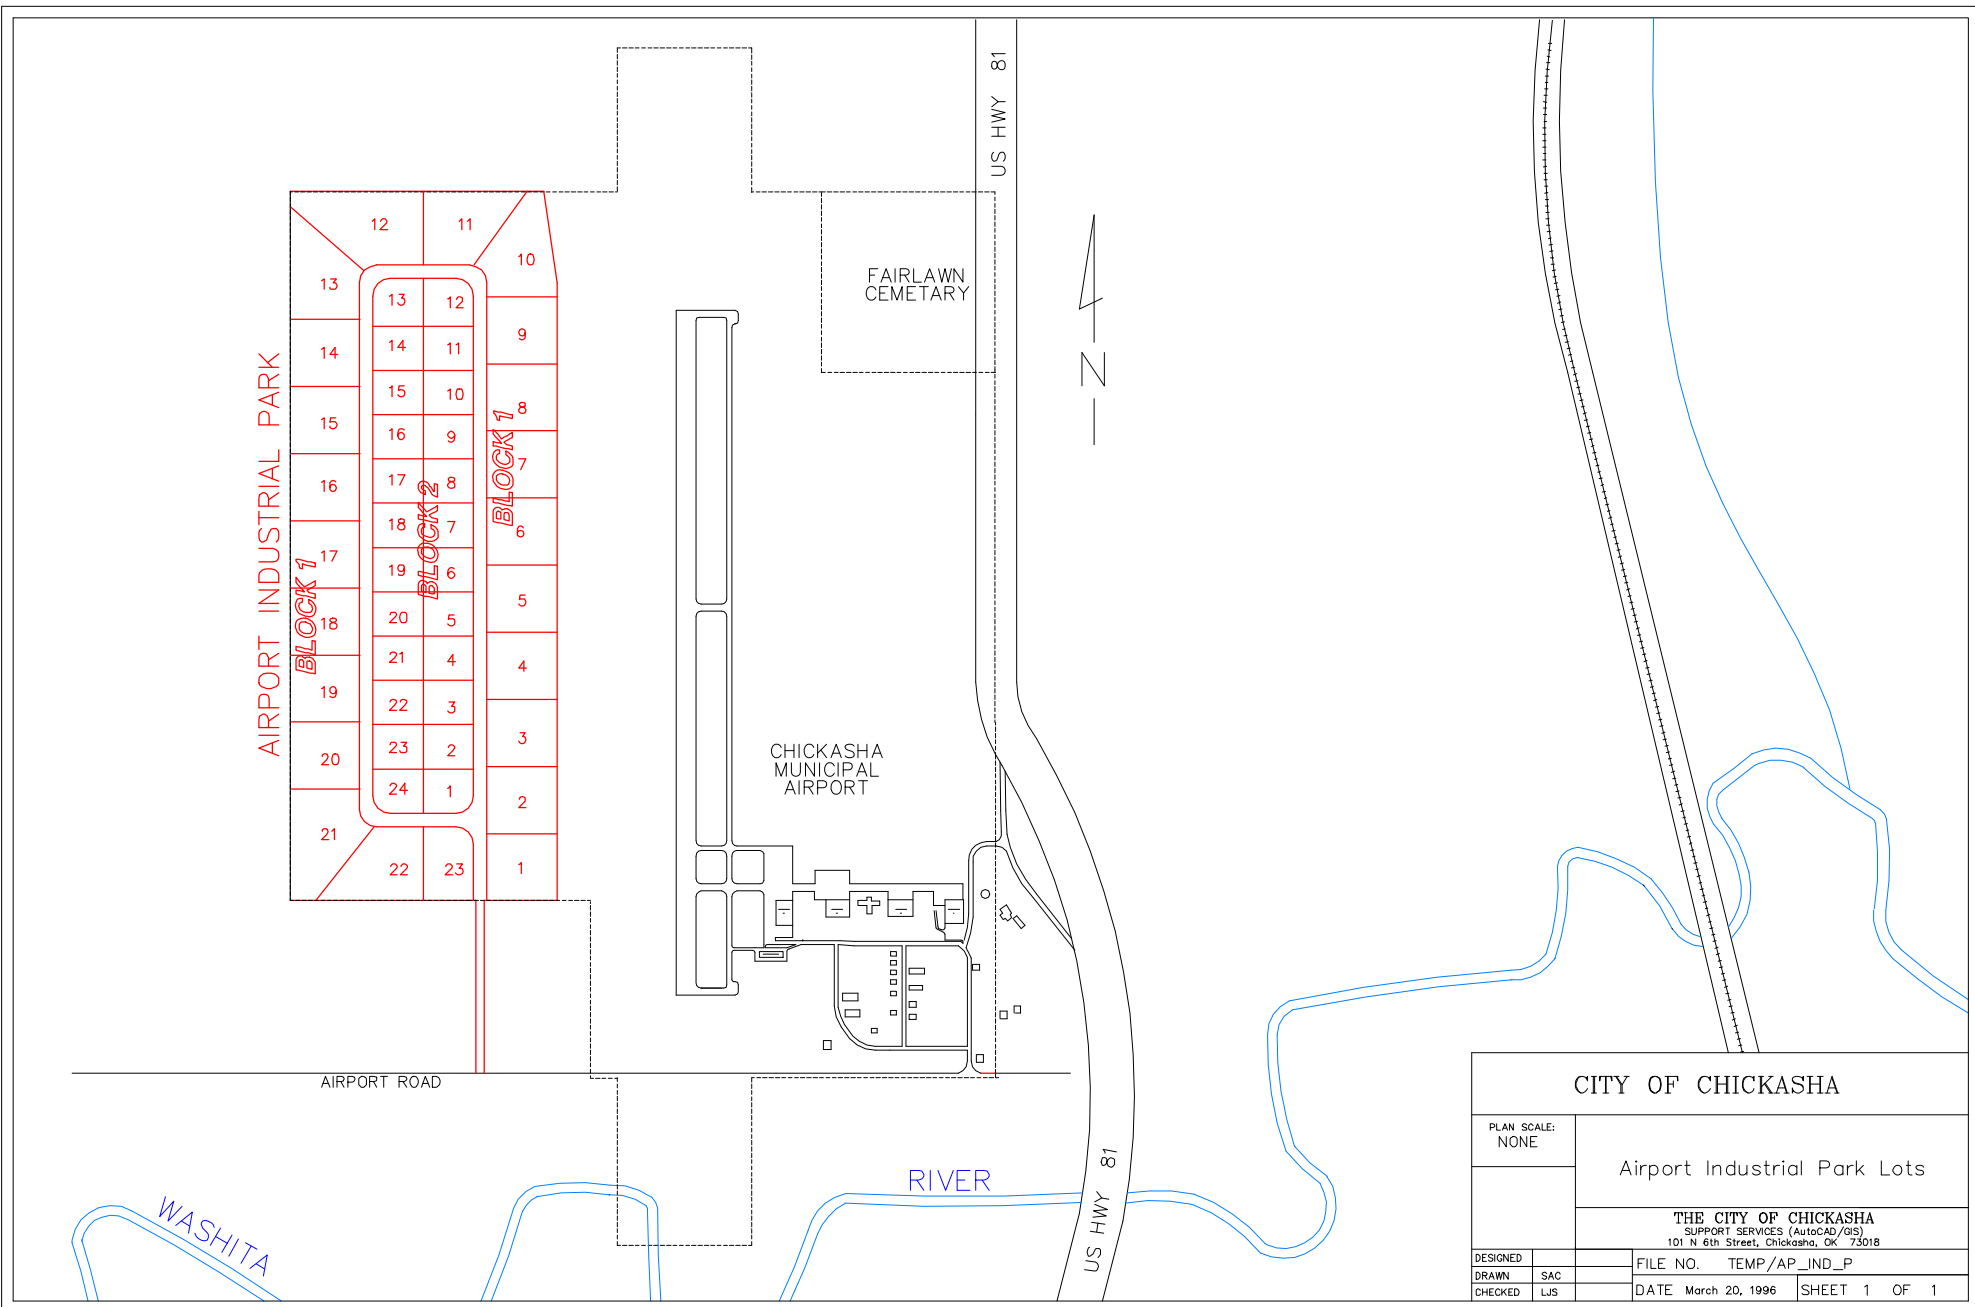 US HWY 81
12
11
10
13
13
12
9
14
14
11
8
15
15
10
7
16
16
9
6
17
17
8
5
18
18
7
4
19
19
6
3
20
20
5
2
21
21
4
1
22
3
23
2
24
1
22
23
AIRPORT INDUSTRIAL PARK
BLOCK 1
BLOCK 2
BLOCK 1
FAIRLAWN
CEMETARY
N
CHICKASHA
MUNICIPAL
AIRPORT
AIRPORT ROAD
WASHITA
RIVER
US HWY 81
CITY OF CHICKASHA
PLAN SCALE:
NONE
Airport Industrial Park Lots
THE CITY OF CHICKASHA
SUPPORT SERVICES (AutoCAD/GIS)
101 N 6th Street, Chickasha, OK 73018
DESIGNED
DRAWN SAC
CHECKED LJS
FILE NO. TEMP/AP_IND_P
DATE March 20, 1996
SHEET 1 OF 1